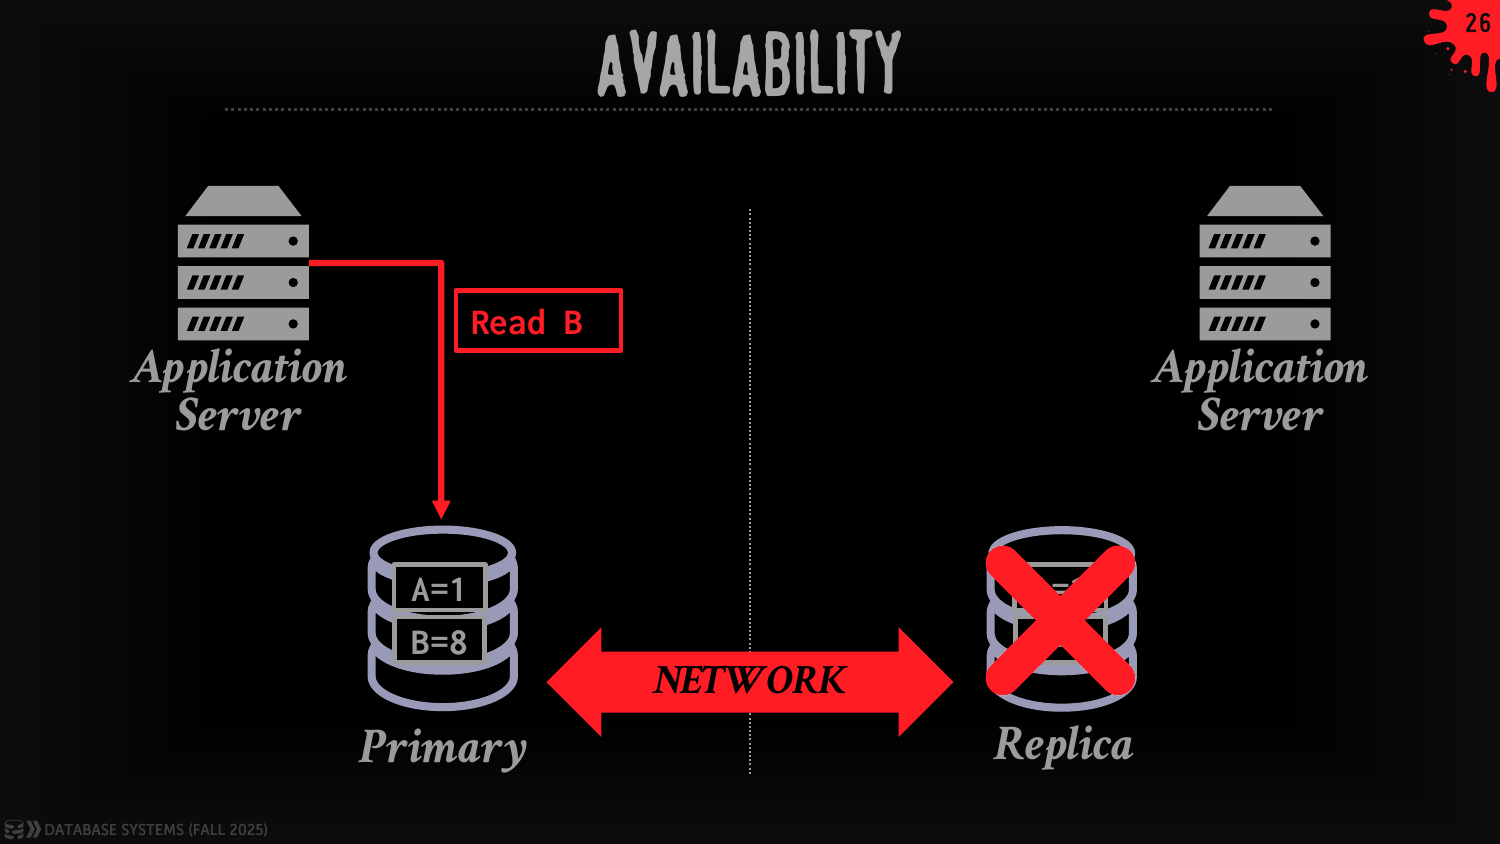 26
AVAILABILITY
Read B
Application
Server
Application
Server
A=1
B=8
NETWORK
Primary
Replica
DATABASE SYSTEMS (FALL 2025)